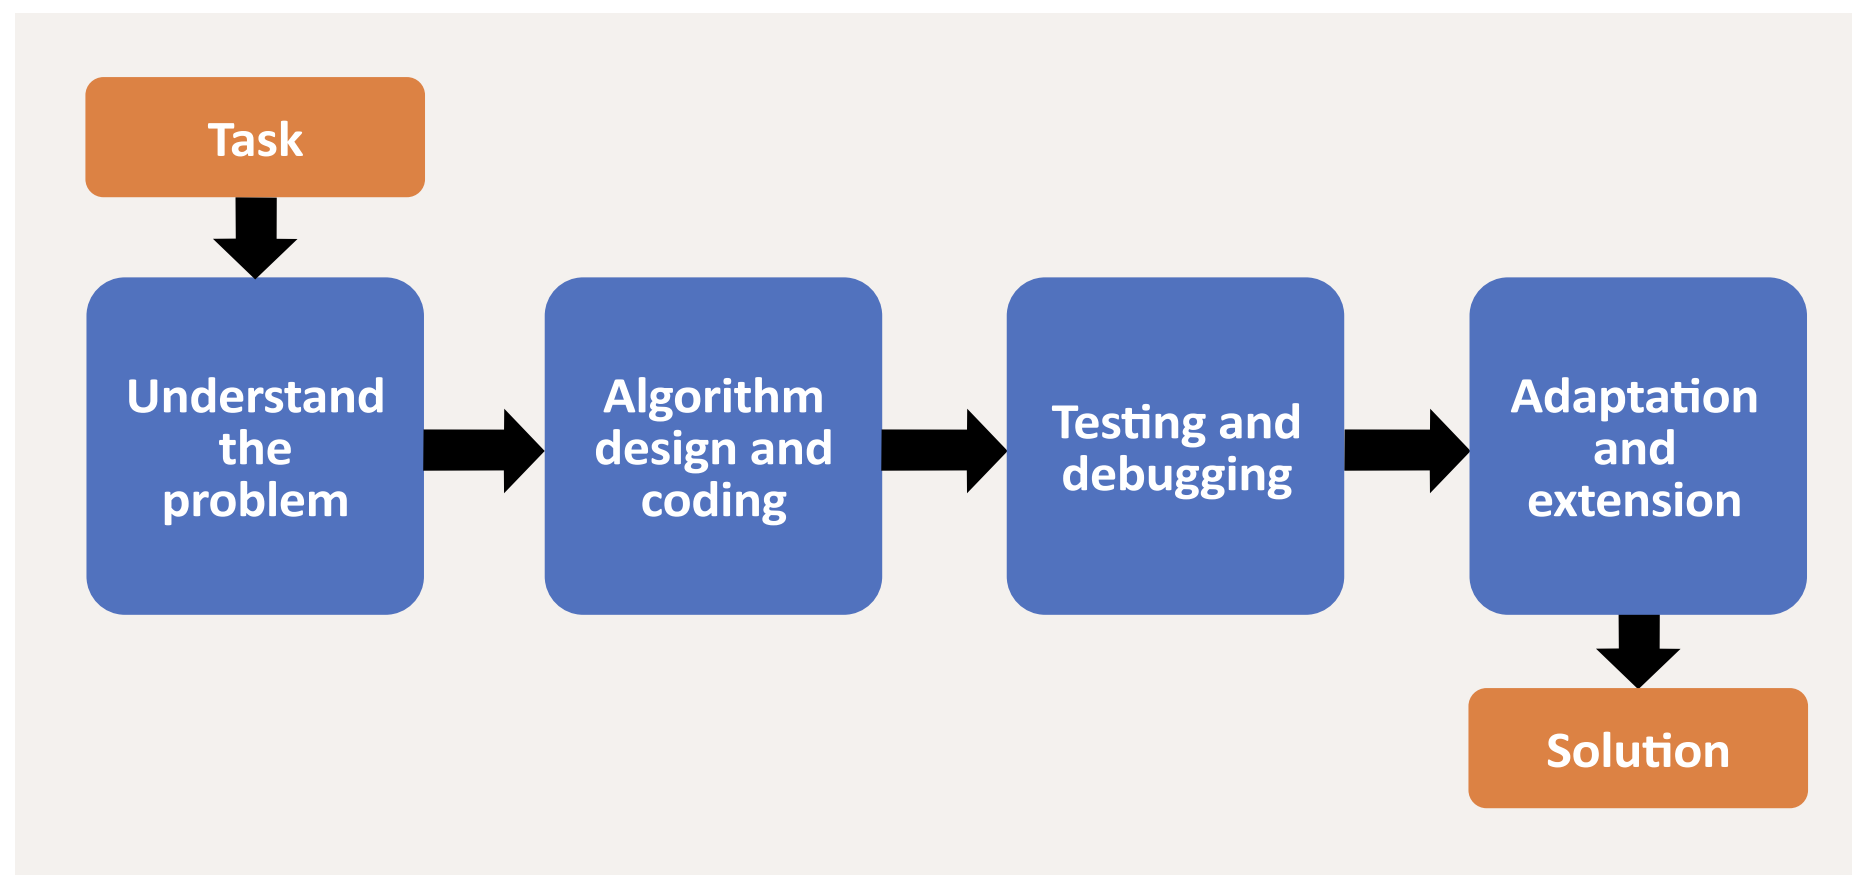 Task
Understand
the
problem
Algorithm
design and
coding
Testing and
debugging
Adaptation
and
extension
Solution